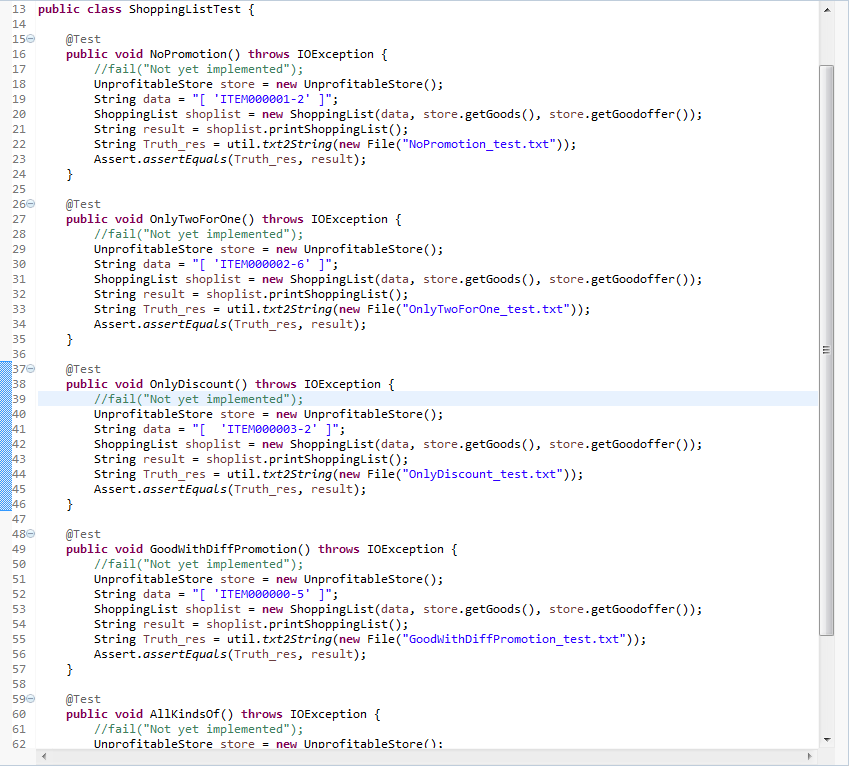 13 public class ShoppingListTest {
14
15 @Test
16 public void NoPromotion() throws IOException {
17 //fail("Not yet implemented");
18 UnprofitableStore store = new UnprofitableStore();
19 String data = "[ 'ITEM000001-2' ]";
20 ShoppingList shoplist = new ShoppingList(data, store.getGoods(), store.getGoodoffer());
21 String result = shoplist.printShoppingList();
22 String Truth_res = util.txt2String(new File("NoPromotion_test.txt"));
23 Assert.assertEquals(Truth_res, result);
24 }
25
26 @Test
27 public void OnlyTwoForOne() throws IOException {
28 //fail("Not yet implemented");
29 UnprofitableStore store = new UnprofitableStore();
30 String data = "[ 'ITEM000002-6' ]";
31 ShoppingList shoplist = new ShoppingList(data, store.getGoods(), store.getGoodoffer());
32 String result = shoplist.printShoppingList();
33 String Truth_res = util.txt2String(new File("OnlyTwoForOne_test.txt"));
34 Assert.assertEquals(Truth_res, result);
35 }
36
37 @Test
38 public void OnlyDiscount() throws IOException {
39 //fail("Not yet implemented");
40 UnprofitableStore store = new UnprofitableStore();
41 String data = "[  'ITEM000003-2' ]";
42 ShoppingList shoplist = new ShoppingList(data, store.getGoods(), store.getGoodoffer());
43 String result = shoplist.printShoppingList();
44 String Truth_res = util.txt2String(new File("OnlyDiscount_test.txt"));
45 Assert.assertEquals(Truth_res, result);
46 }
47
48 @Test
49 public void GoodWithDiffPromotion() throws IOException {
50 //fail("Not yet implemented");
51 UnprofitableStore store = new UnprofitableStore();
52 String data = "[ 'ITEM000000-5' ]";
53 ShoppingList shoplist = new ShoppingList(data, store.getGoods(), store.getGoodoffer());
54 String result = shoplist.printShoppingList();
55 String Truth_res = util.txt2String(new File("GoodWithDiffPromotion_test.txt"));
56 Assert.assertEquals(Truth_res, result);
57 }
58
59 @Test
60 public void AllKindsOf() throws IOException {
61 //fail("Not yet implemented");
62 UnprofitableStore store = new UnprofitableStore();